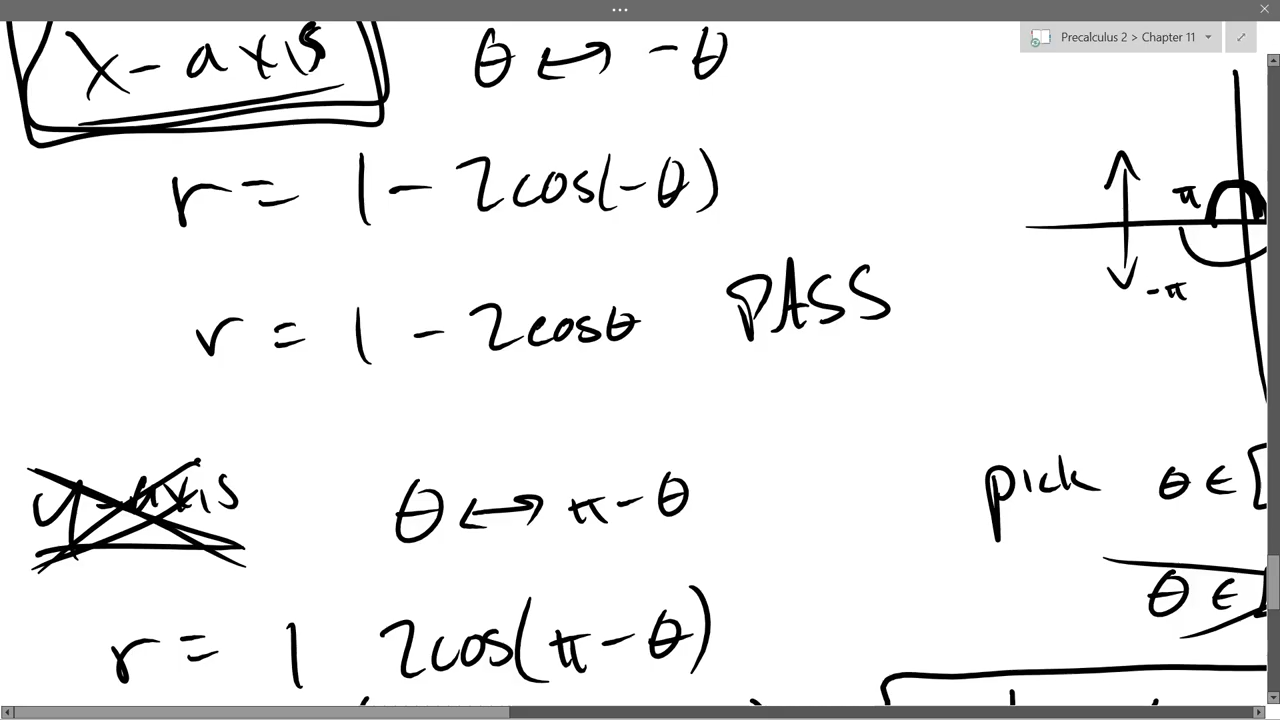 Precalculus 2 > Chapter 11
x-axis θ ↔ -θ
r = 1 - 2cos(-θ)
π
-π
r = 1 - 2cosθ PASS
y-axis θ ↔ π - θ
pick θ ∈ [
θ ∈ [
r = 1 2cos(π - θ)